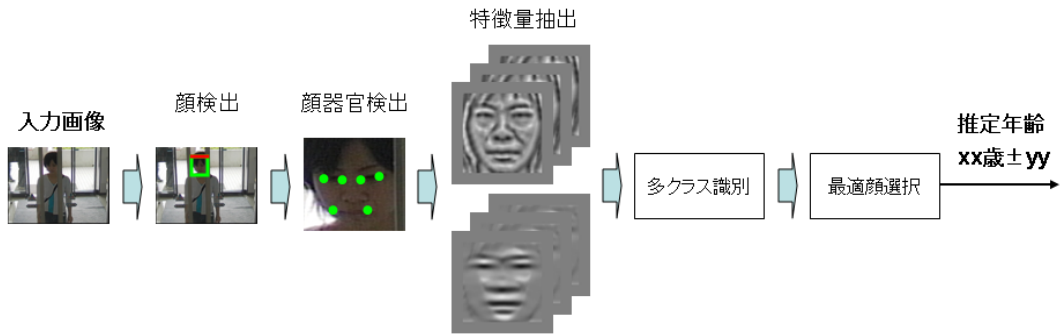 特徴量抽出
顔検出
顔器官検出
入力画像
推定年齢
xx歳±yy
多クラス識別
最適顔選択